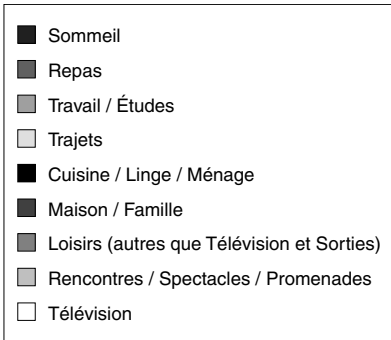 Sommeil
Repas
Travail / Études
Trajets
Cuisine / Linge / Ménage
Maison / Famille
Loisirs (autres que Télévision et Sorties)
Rencontres / Spectacles / Promenades
Télévision